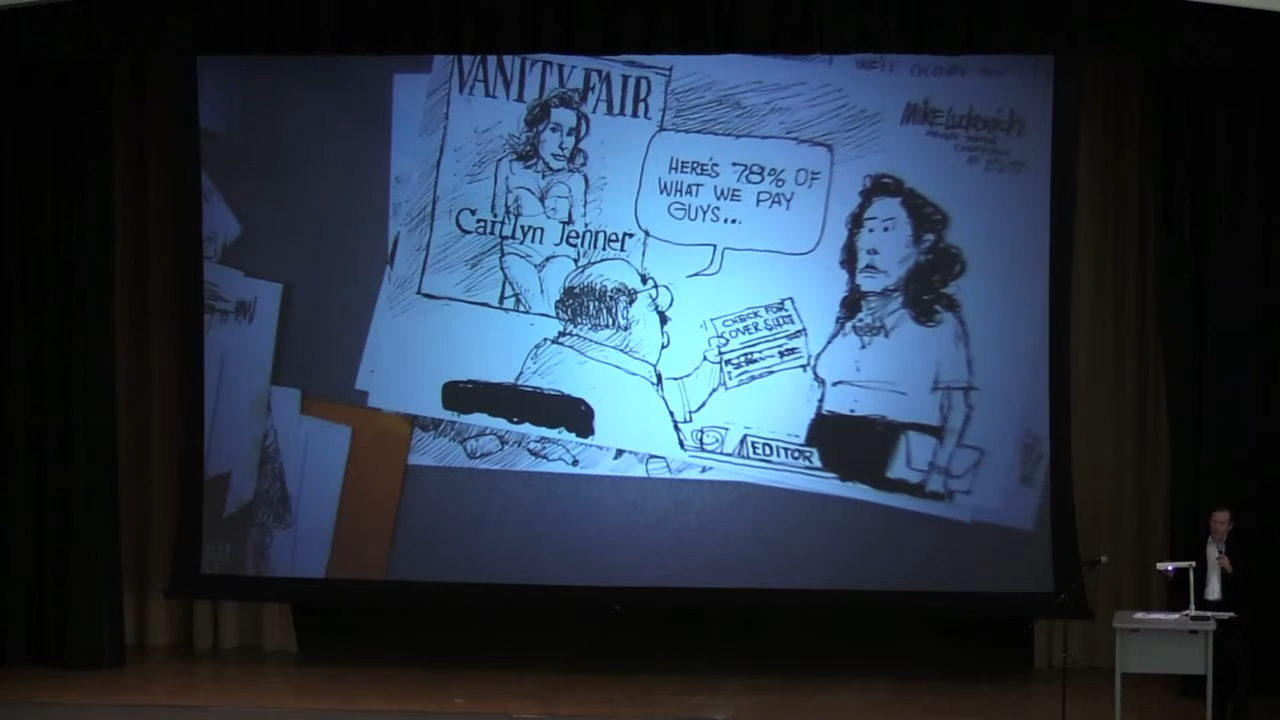 VANITY FAIR
Caitlyn Jenner
HERE'S 78% OF
WHAT WE PAY
GUYS...
Mike Luckovich
CHECK FOR
COVER SHOT
EDITOR